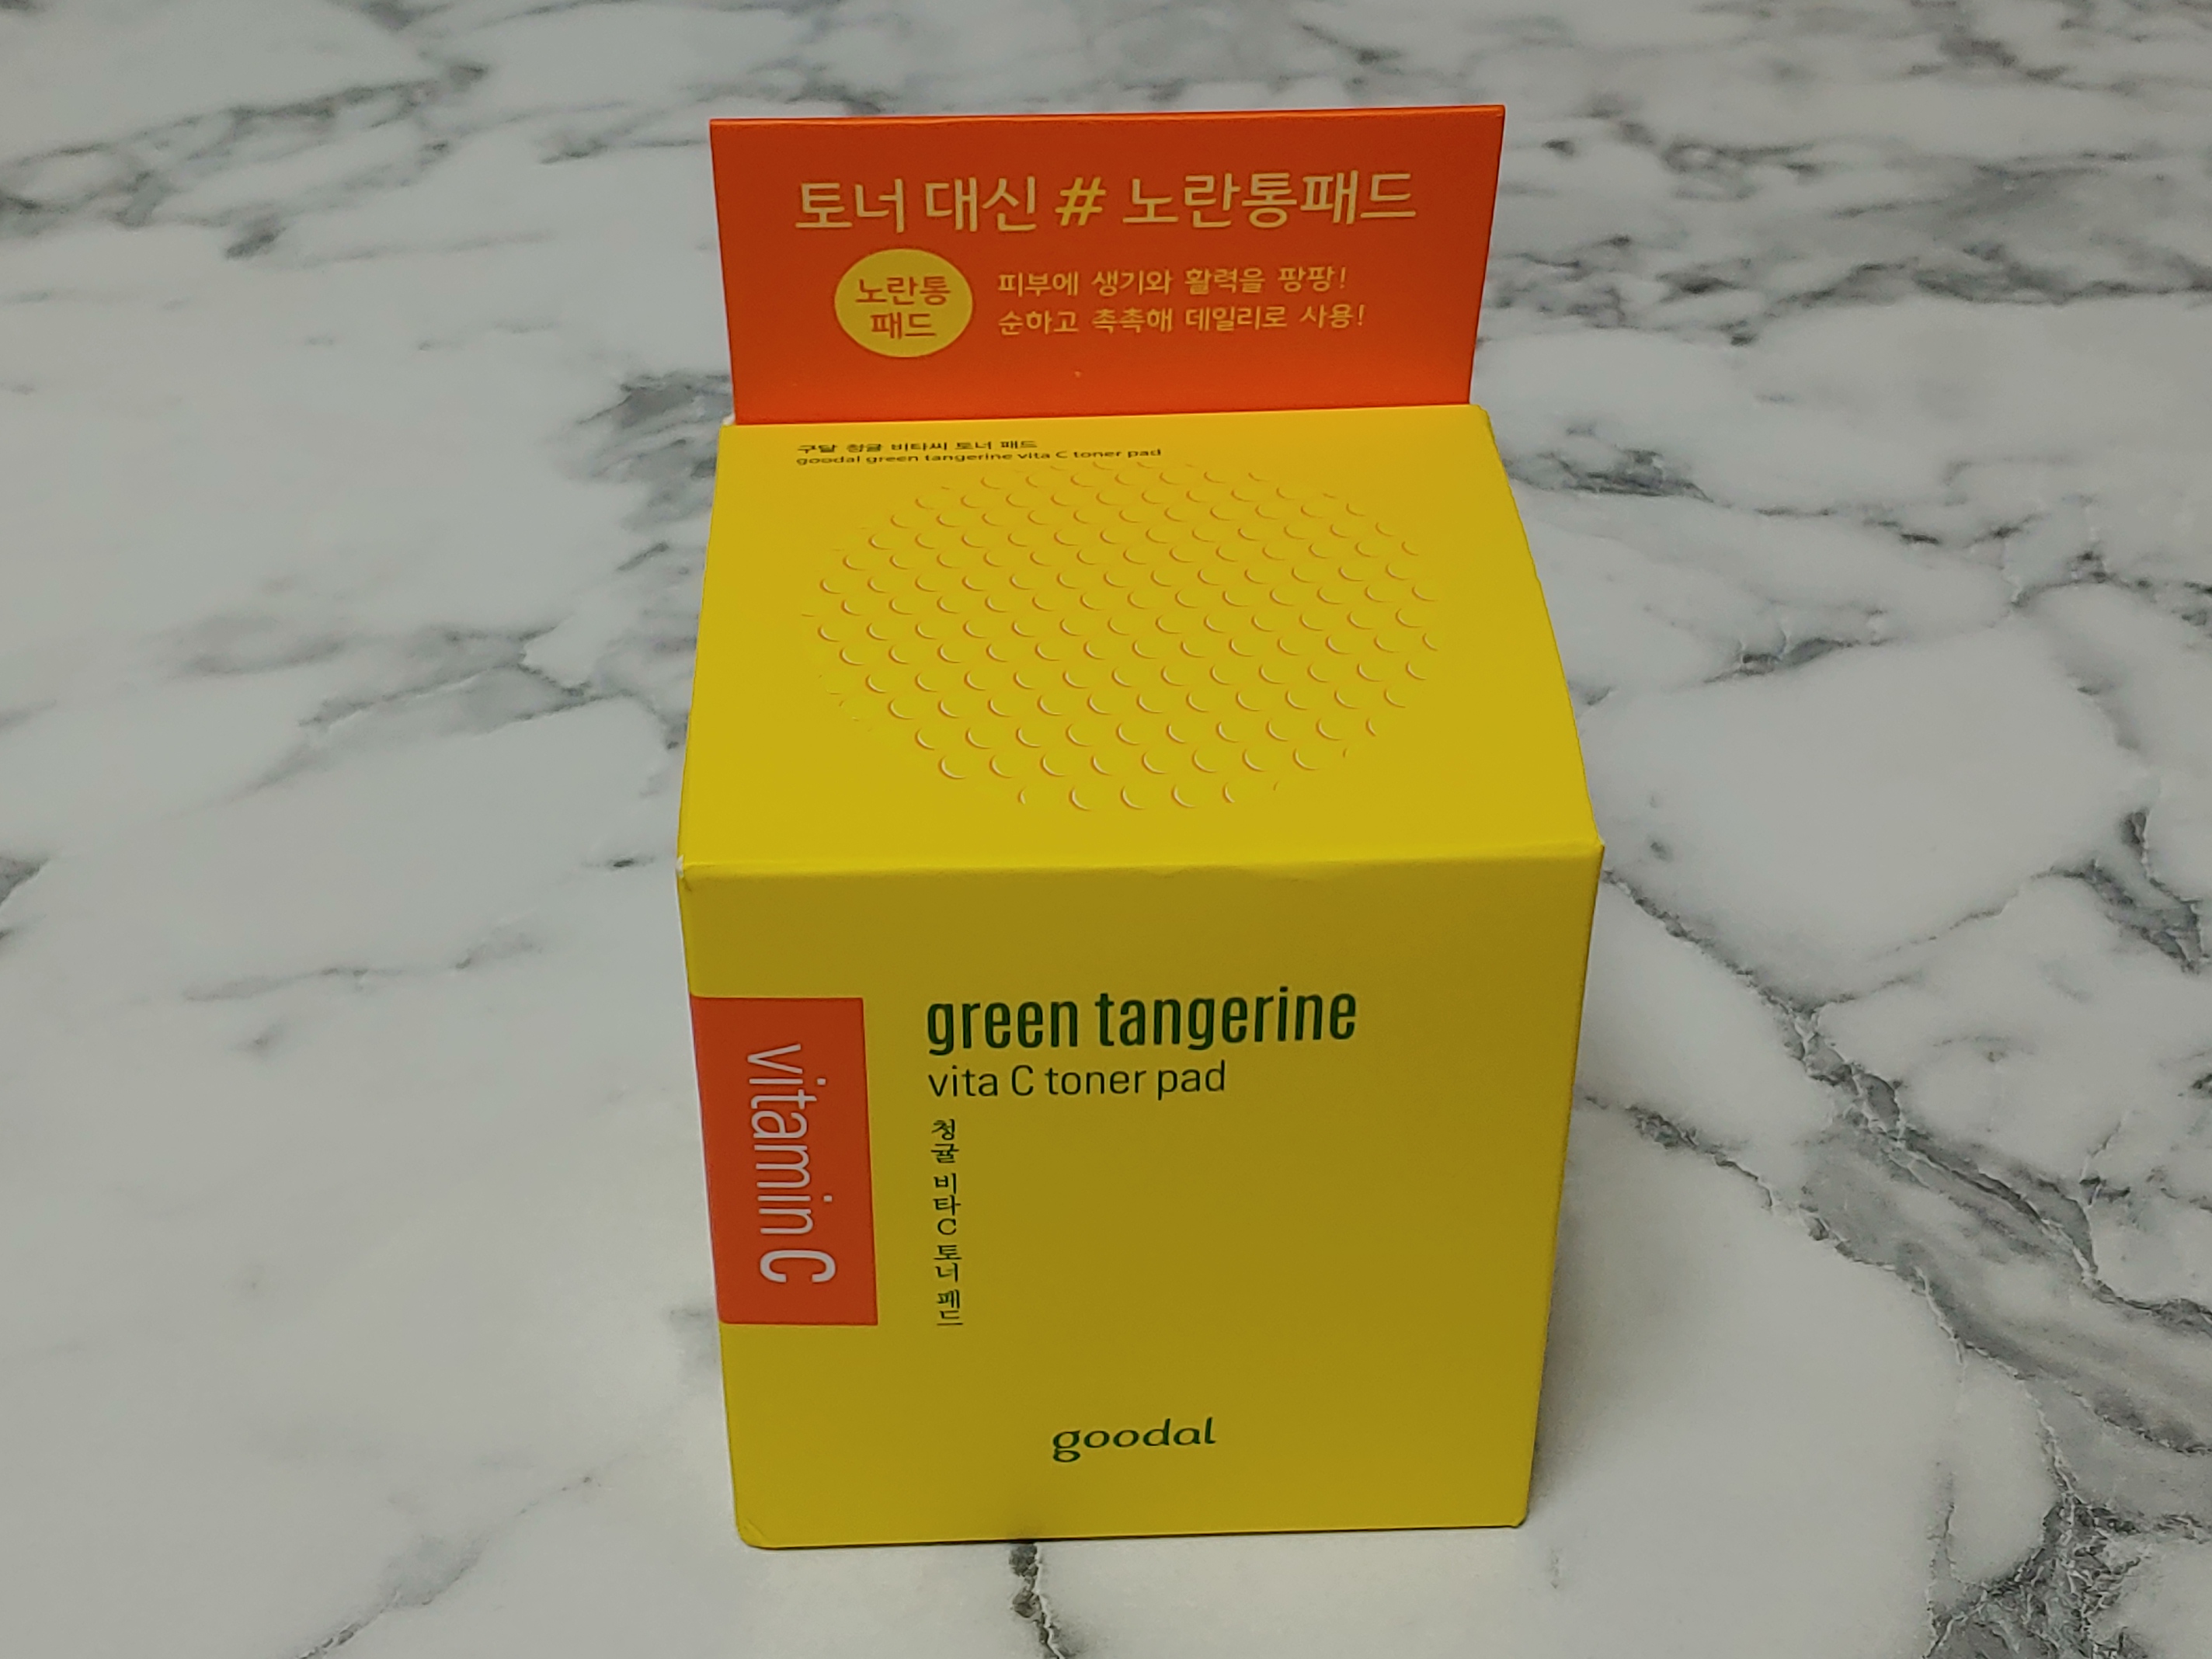 토너 대신 # 노란통패드
노란통
패드
피부에 생기와 활력을 팡팡!
순하고 촉촉해 데일리로 사용!
구달 청귤 비타씨 토너 패드
goodal green tangerine vita C toner pad
vitamin C
green tangerine
vita C toner pad
청귤 비타C 토너 패드
goodal